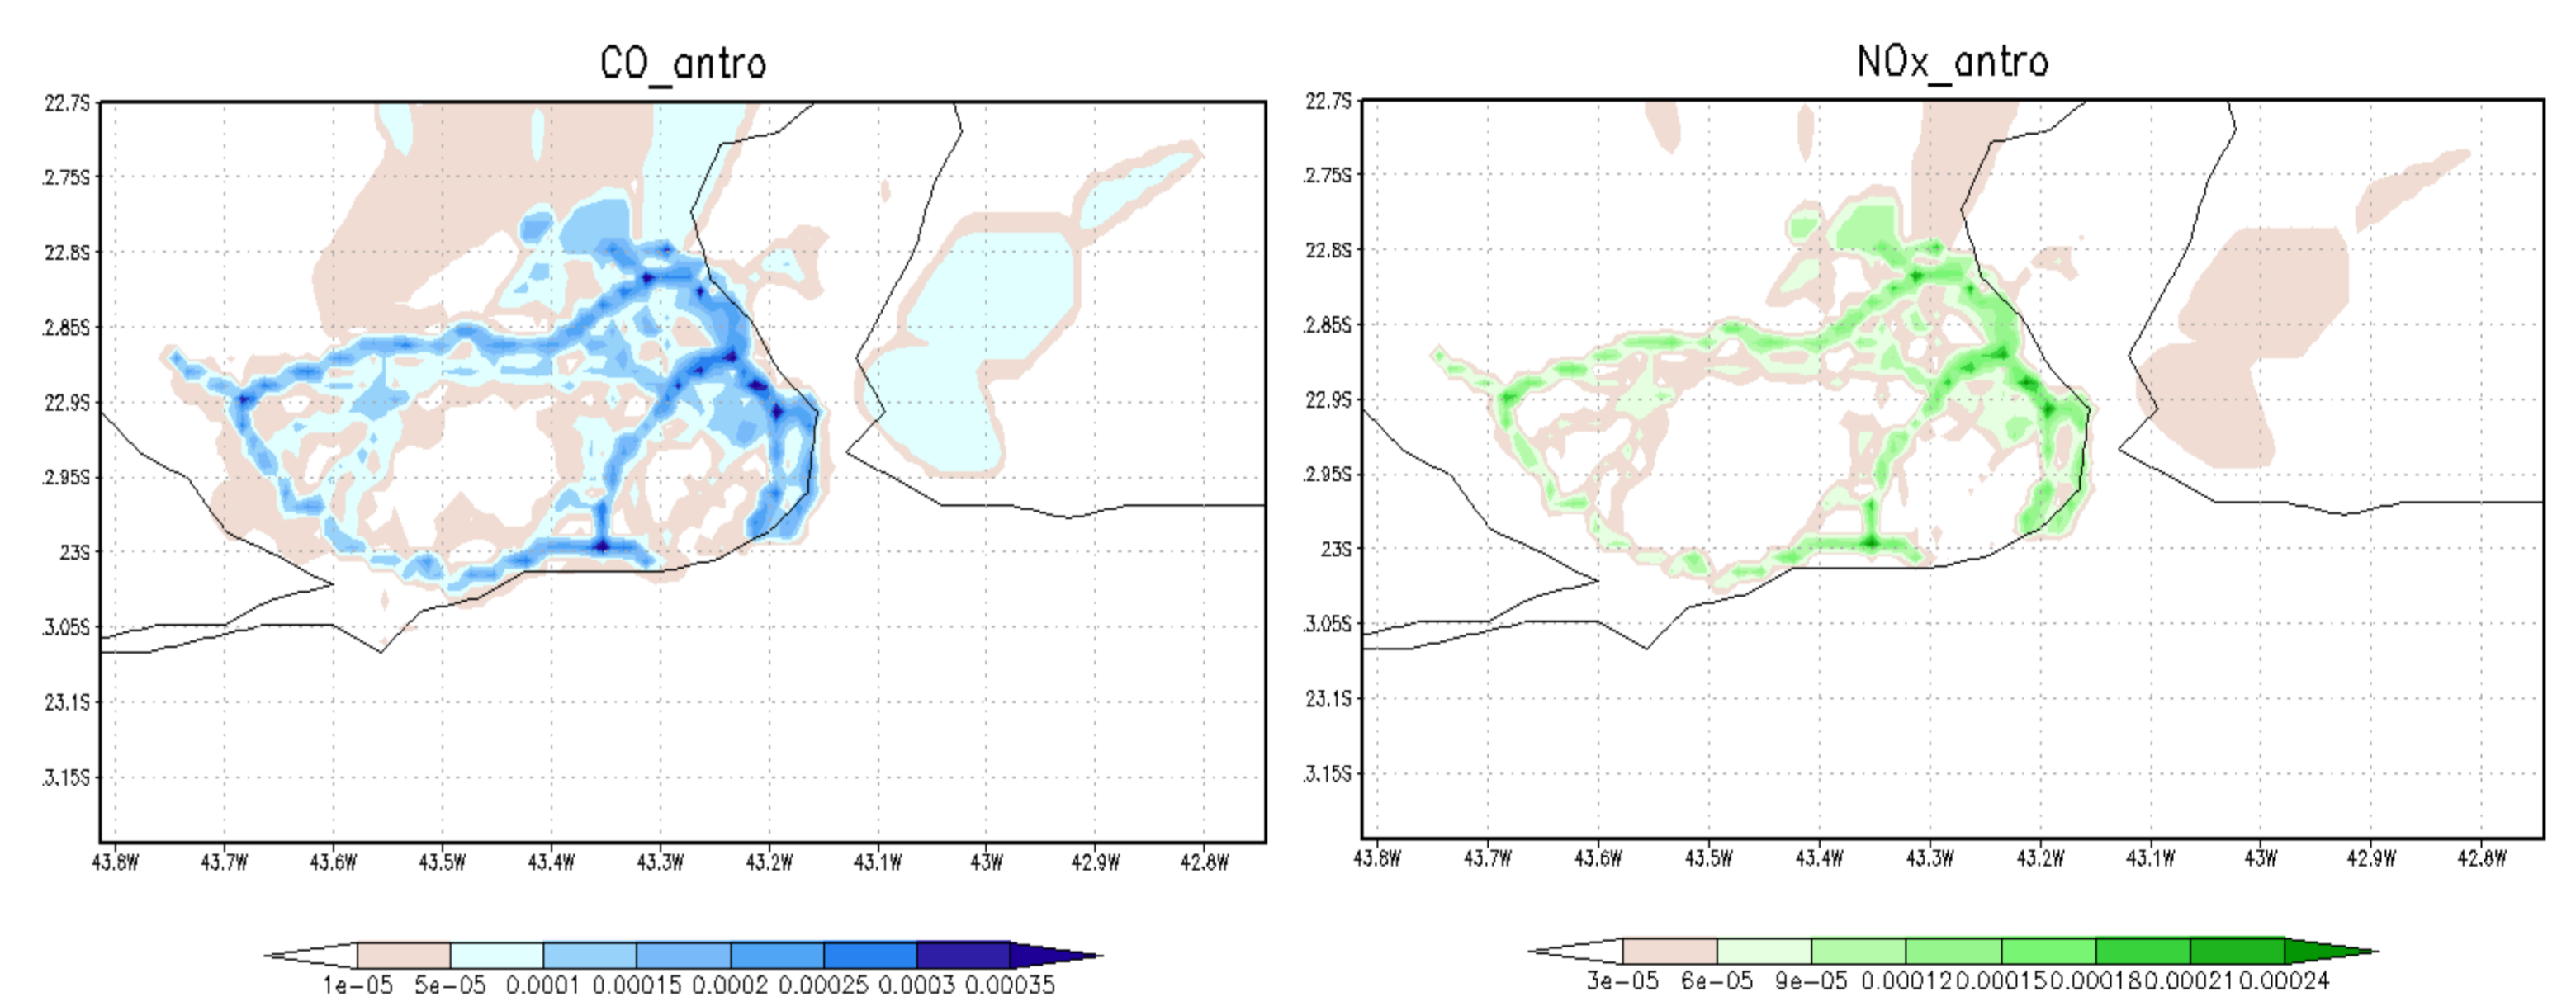 CO_antro
NOx_antro
22.7S
.2.75S
22.8S
.2.85S
22.9S
.2.95S
23S
.3.05S
23.1S
.3.15S
43.8W 43.7W 43.6W 43.5W 43.4W 43.3W 43.2W 43.1W 43W 42.9W 42.8W
1e-05 5e-05 0.0001 0.00015 0.0002 0.00025 0.0003 0.00035
22.7S
.2.75S
22.8S
.2.85S
22.9S
.2.95S
23S
.3.05S
23.1S
.3.15S
43.8W 43.7W 43.6W 43.5W 43.4W 43.3W 43.2W 43.1W 43W 42.9W 42.8W
3e-05 6e-05 9e-05 0.00012 0.00015 0.00018 0.00021 0.00024